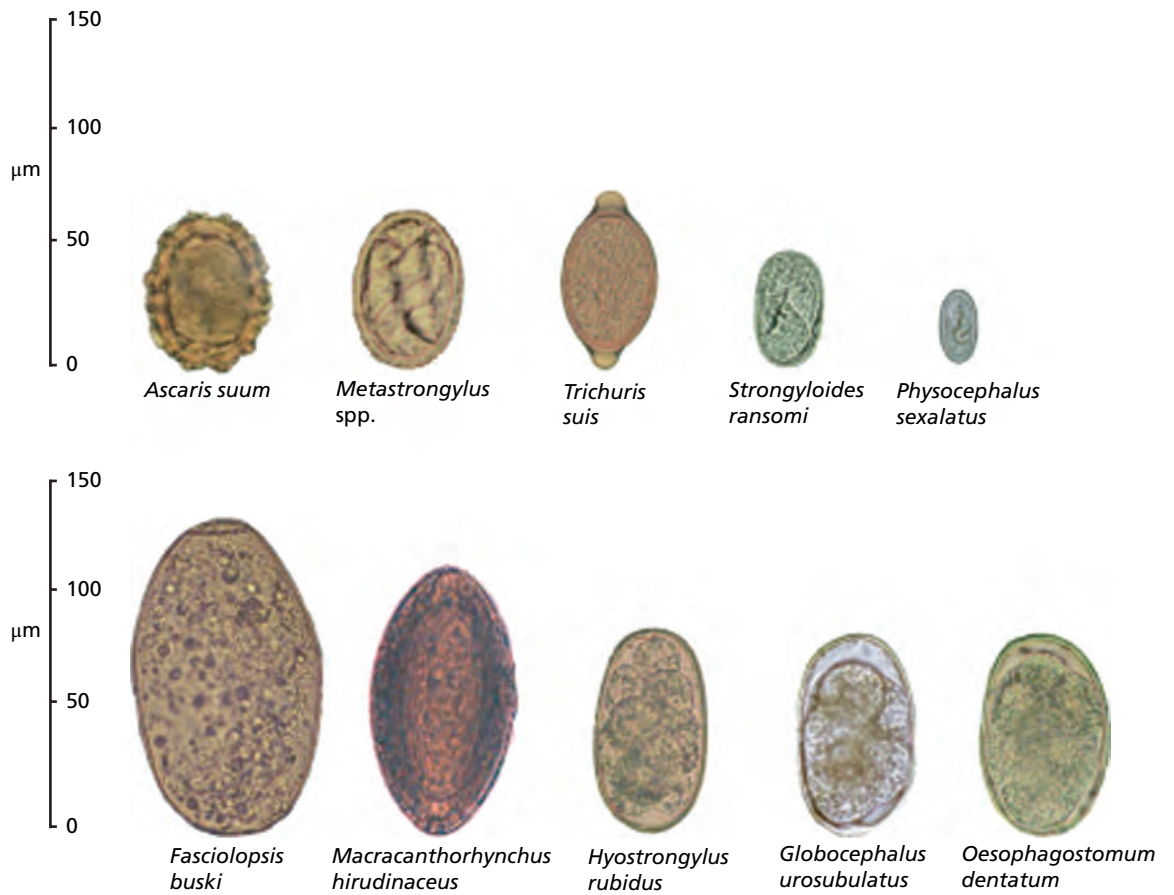 150
100
μm
50
0
Ascaris suum
Metastrongylus
spp.
Trichuris
suis
Strongyloides
ransomi
Physocephalus
sexalatus
150
100
μm
50
0
Fasciolopsis
buski
Macracanthorhynchus
hirudinaceus
Hyostrongylus
rubidus
Globocephalus
urosubulatus
Oesophagostomum
dentatum